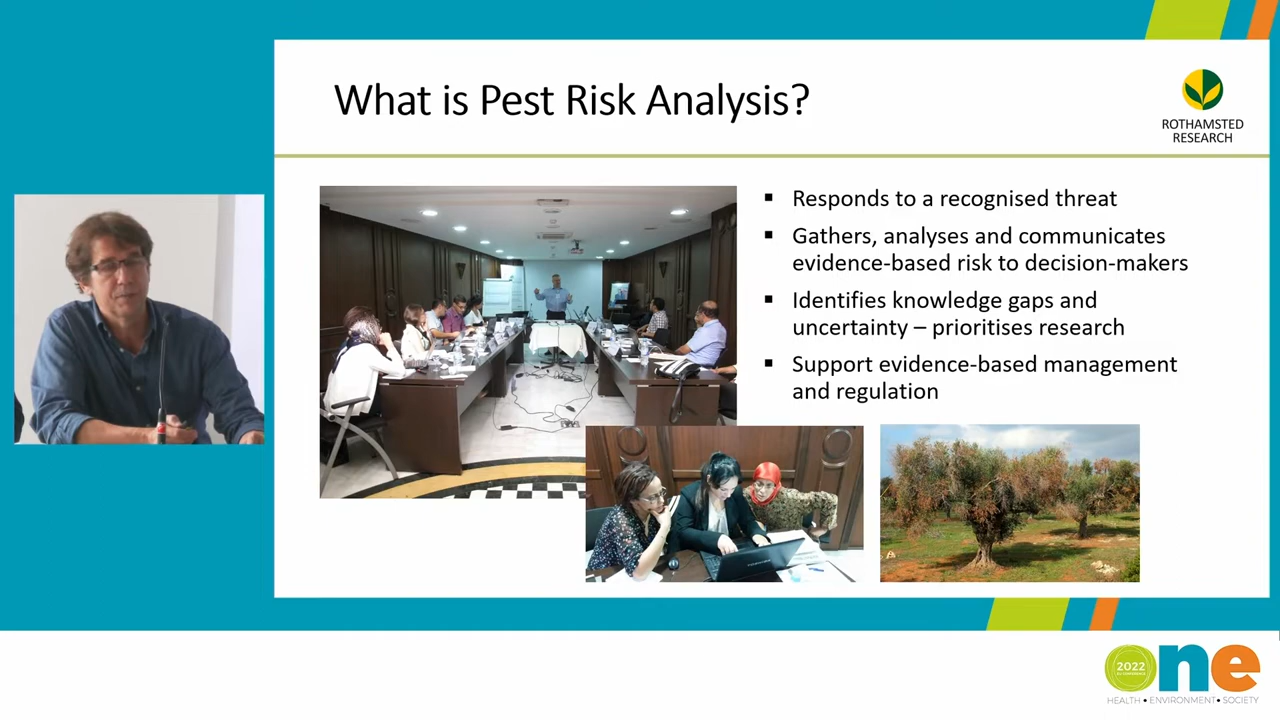 What is Pest Risk Analysis?
ROTHAMSTED
RESEARCH
▪ Responds to a recognised threat
▪ Gathers, analyses and communicates
evidence-based risk to decision-makers
▪ Identifies knowledge gaps and
uncertainty – prioritises research
▪ Support evidence-based management
and regulation
2022
one
HEALTH • ENVIRONMENT • SOCIETY